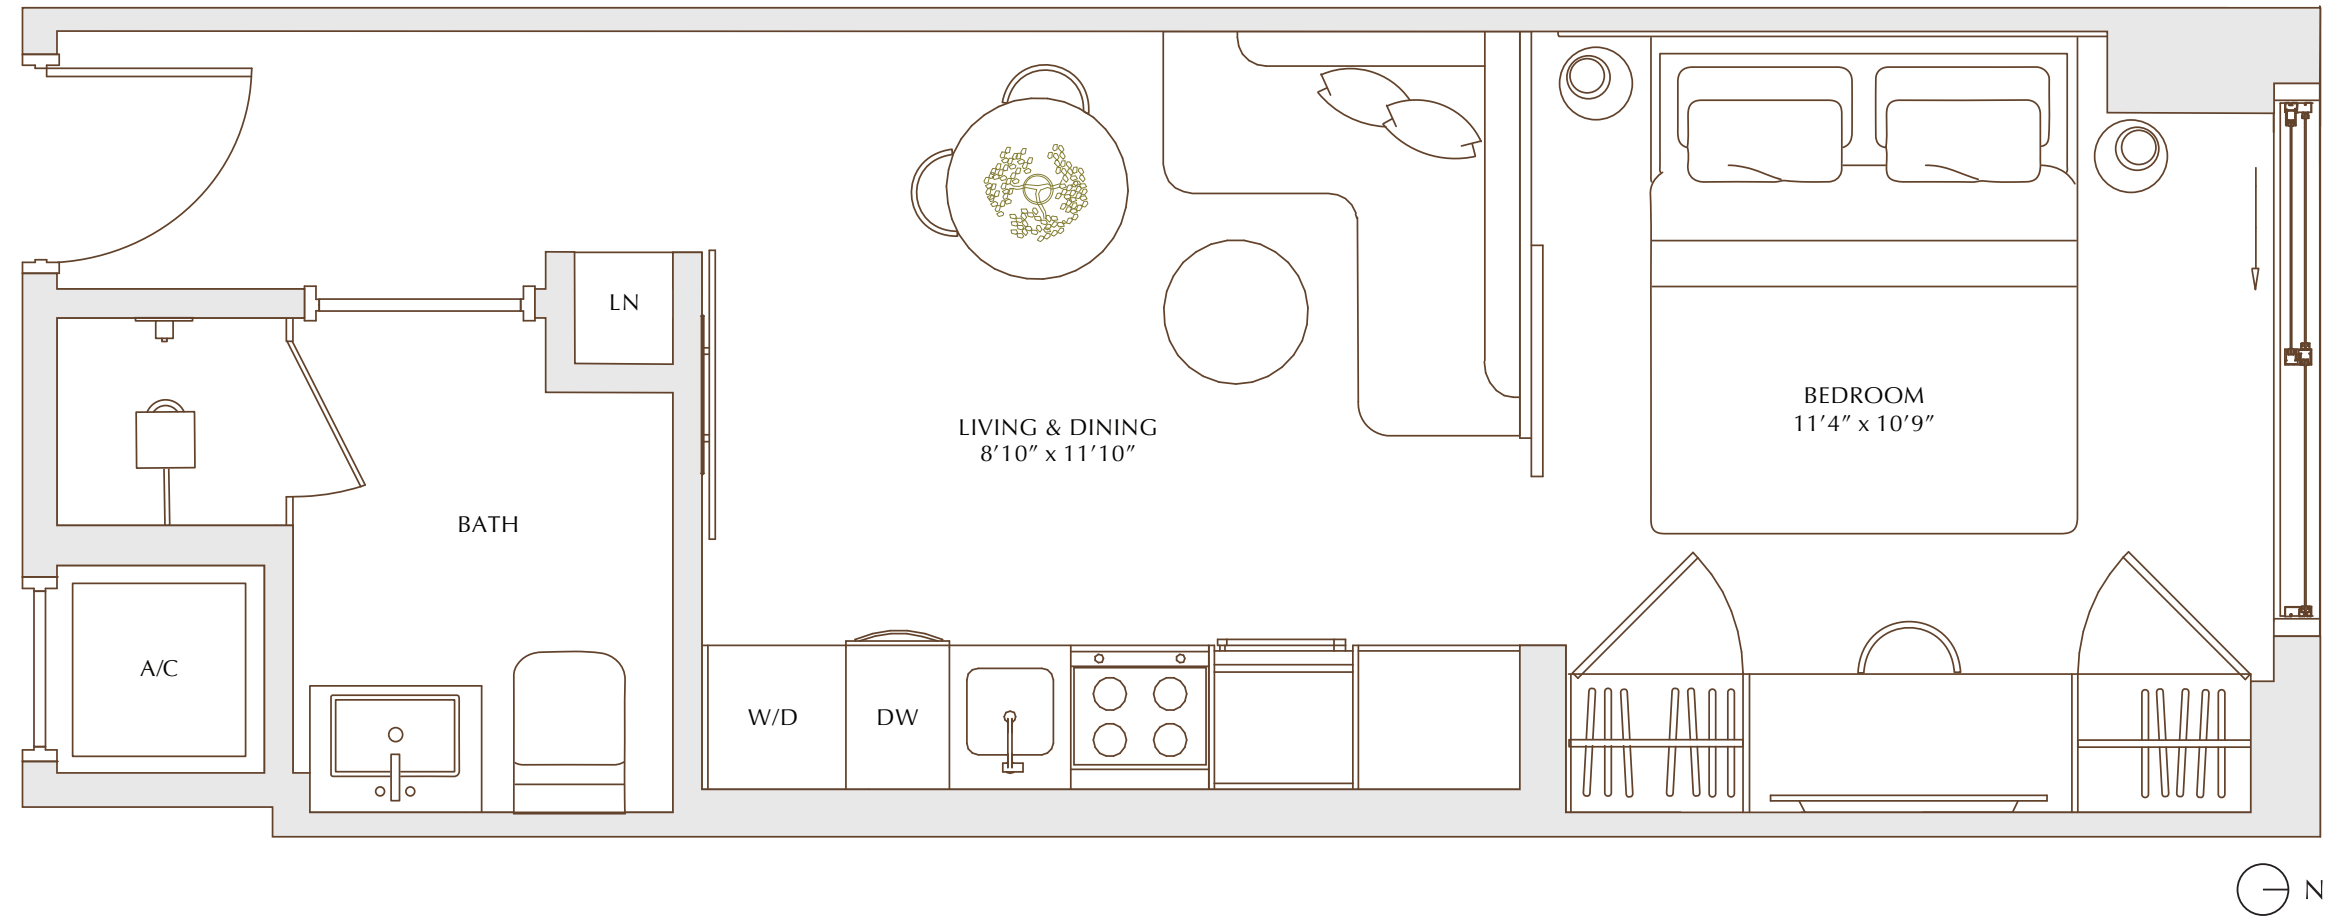 LN
BEDROOM
11′4″ x 10′9″
LIVING & DINING
8′10″ x 11′10″
BATH
A/C
W/D
DW
N